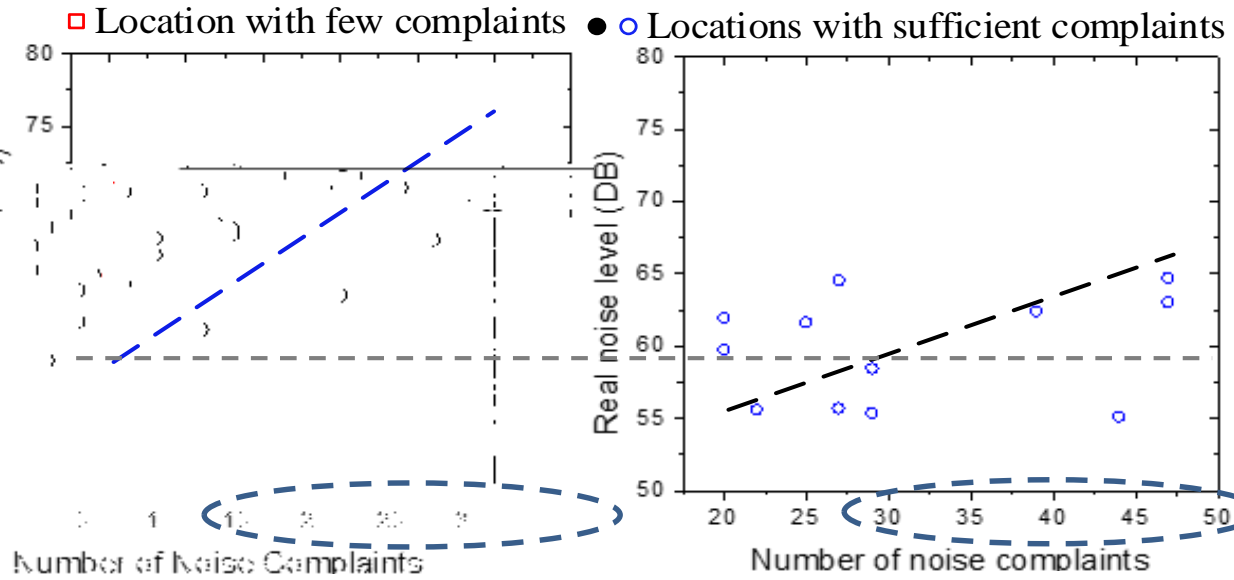 Location with few complaints
Locations with sufficient complaints
80
75
80
75
70
65
60
55
50
Real noise level (DB)
20 25 30 35 40 45 50
Number of Noise Complaints
Number of noise complaints